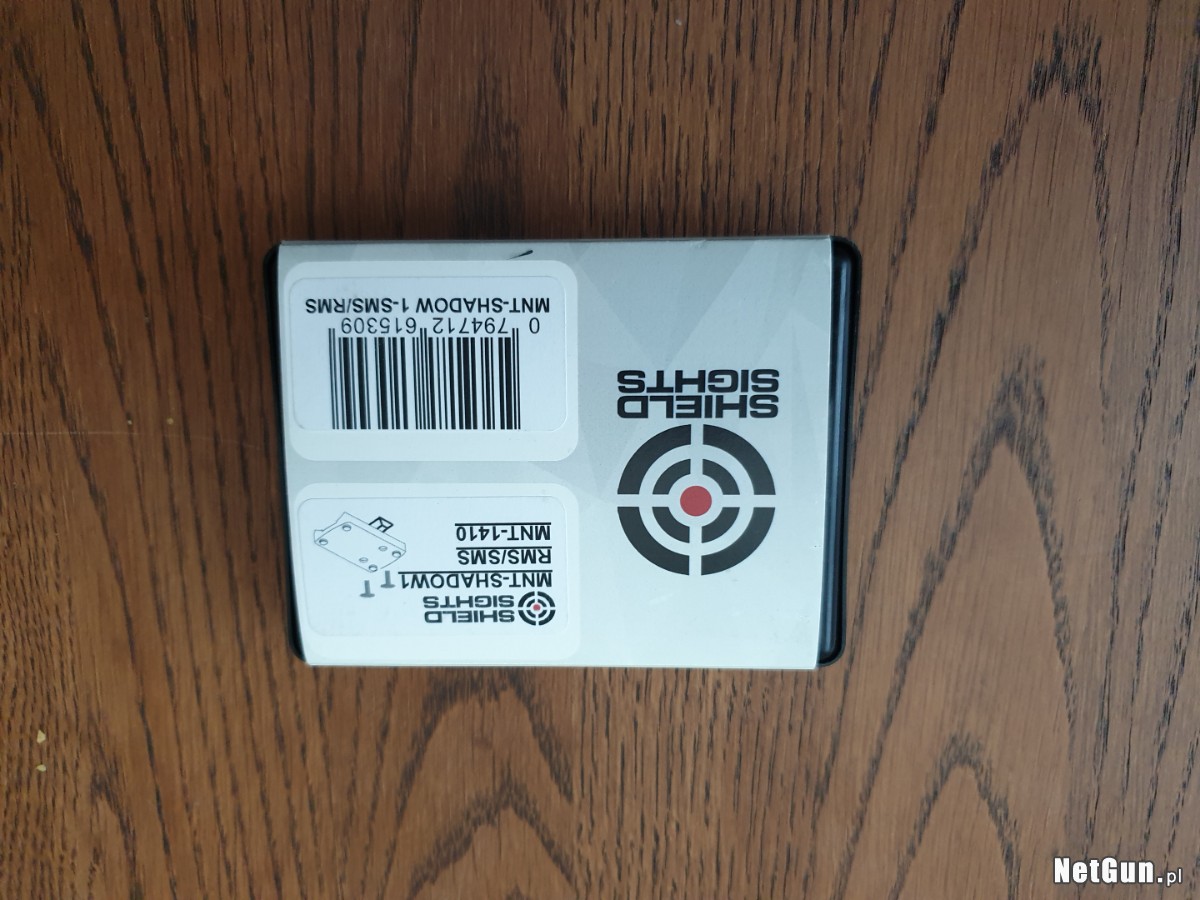 SHIELD
SIGHTS
SHIELD
SIGHTS
MNT-SHADOW1
RMS/SMS
MNT-1410
0 794712 615309
MNT-SHADOW 1-SMS/RMS
NetGun.pl